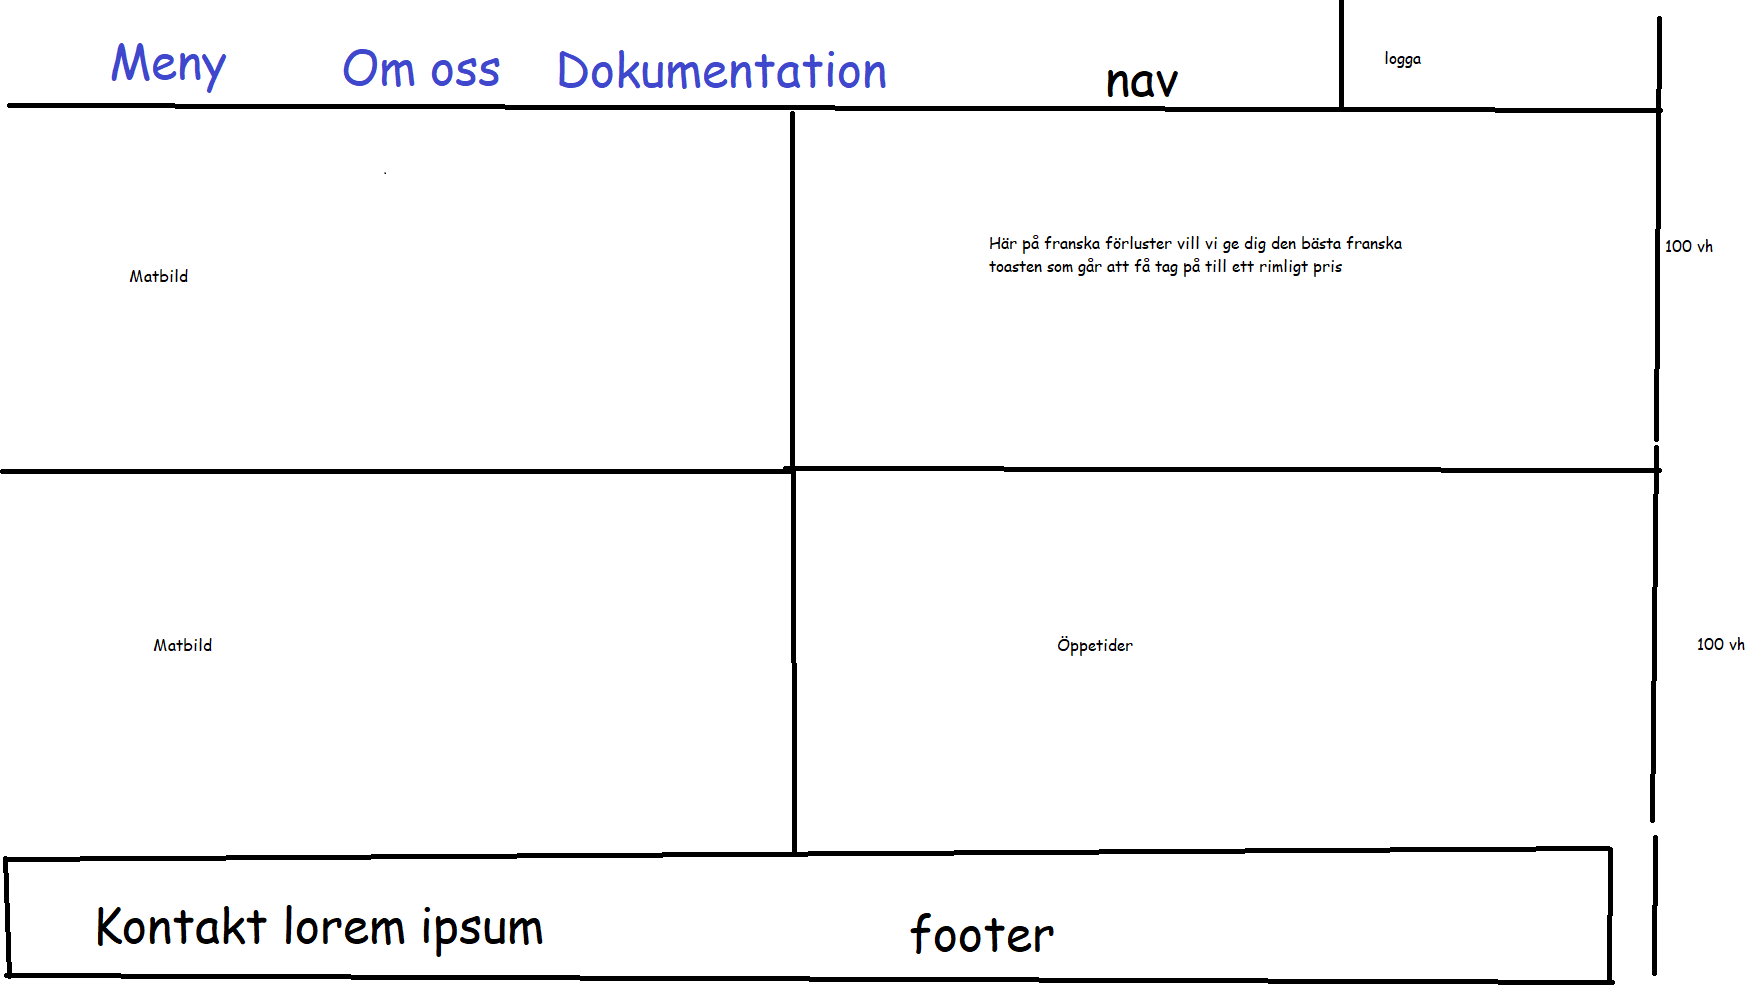 Meny Om oss Dokumentation nav logga
Här på franska förluster vill vi ge dig den bästa franska
toasten som går att få tag på till ett rimligt pris
100 vh
Matbild
Matbild
Öppetider
100 vh
Kontakt lorem ipsum footer